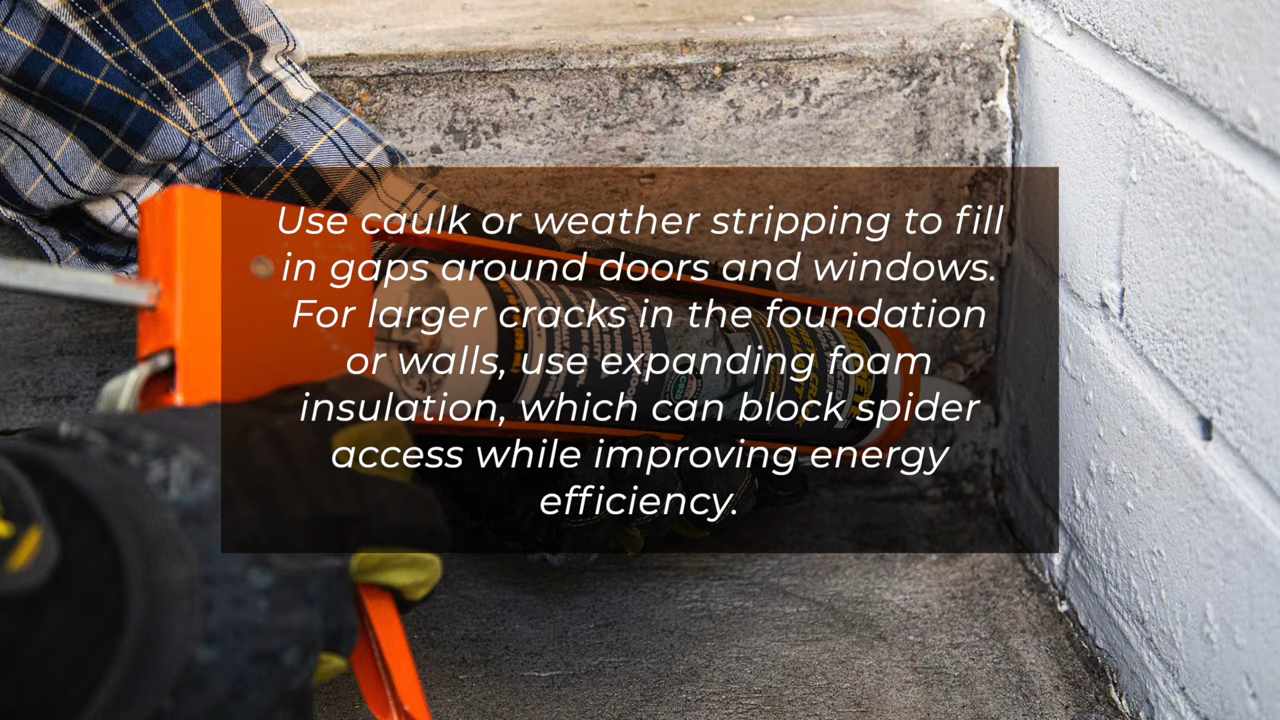 Use caulk or weather stripping to fill
in gaps around doors and windows.
For larger cracks in the foundation
or walls, use expanding foam
insulation, which can block spider
access while improving energy
efficiency.